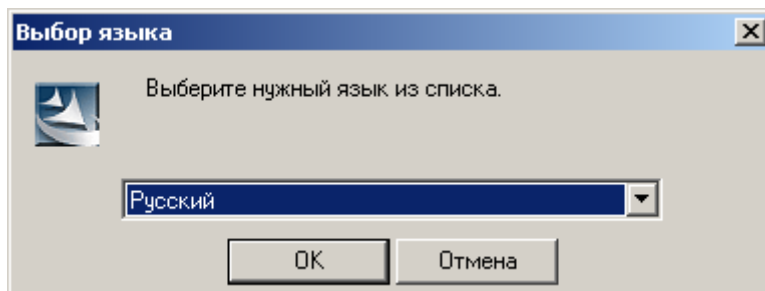 Выбор языка
Выберите нужный язык из списка.
Русский
OK
Отмена